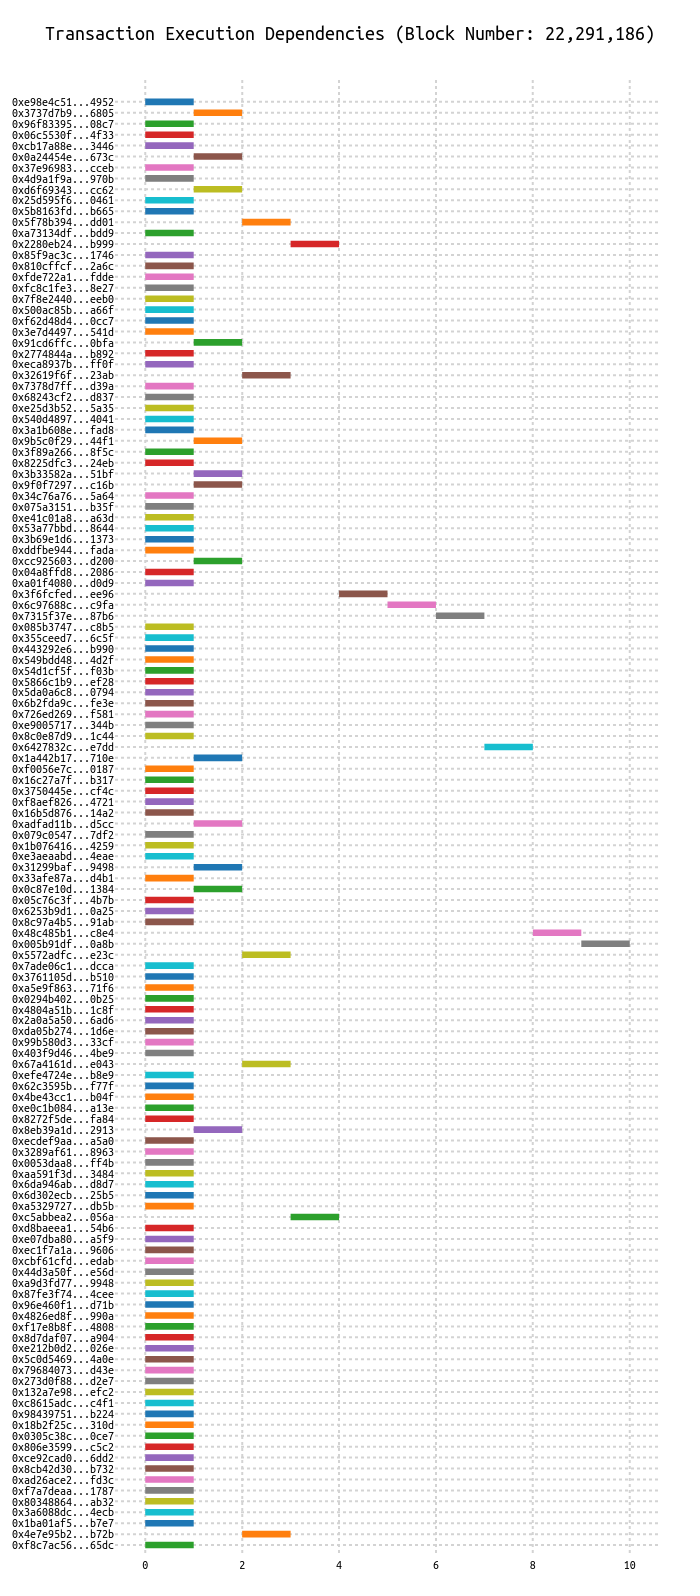 Transaction Execution Dependencies (Block Number: 22,291,186)
0xe98e4c51...4952
0x3737d7b9...6805
0x96f83395...08c7
0x06c5530f...4f33
0xcb17a88e...3446
0x0a24454e...673c
0x37e96983...cceb
0x4d9a1f9a...970b
0xd6f69343...cc62
0x25d595f6...0461
0x5b8163fd...b665
0x5f78b394...dd01
0xa73134df...bdd9
0x2280eb24...b999
0x85f9ac3c...1746
0x810cffcf...2a6c
0xfde722a1...fdde
0xfc8c1fe3...8e27
0x7f8e2440...eeb0
0x500ac85b...a66f
0xf62d48d4...0cc7
0x3e7d4497...541d
0x91cd6ffc...0bfa
0x2774844a...b892
0xeca8937b...ff0f
0x32619f6f...23ab
0x7378d7ff...d39a
0x68243cf2...d837
0xe25d3b52...5a35
0x540d4897...4041
0x3a1b608e...fad8
0x9b5c0f29...44f1
0x3f89a266...8f5c
0x8225dfc3...24eb
0x3b33582a...51bf
0x9f0f7297...c16b
0x34c76a76...5a64
0x075a3151...b35f
0xe41c01a8...a63d
0x53a77bbd...8644
0x3b69e1d6...1373
0xddfbe944...fada
0xcc925603...d200
0x04a8ffd8...2086
0xa01f4080...d0d9
0x3f6fcfed...ee96
0x6c97688c...c9fa
0x7315f37e...87b6
0x085b3747...c8b5
0x355ceed7...6c5f
0x443292e6...b990
0x549bdd48...4d2f
0x54d1cf5f...f03b
0x5866c1b9...ef28
0x5da0a6c8...0794
0x6b2fda9c...fe3e
0x726ed269...f581
0xe9005717...344b
0x8c0e87d9...1c44
0x6427832c...e7dd
0x1a442b17...710e
0xf0056e7c...0187
0x16c27a7f...b317
0x3750445e...cf4c
0xf8aef826...4721
0x16b5d876...14a2
0xadfad11b...d5cc
0x079c0547...7df2
0x1b076416...4259
0xe3aeaabd...4eae
0x31299baf...9498
0x33afe87a...d4b1
0x0c87e10d...1384
0x05c76c3f...4b7b
0x6253b9d1...0a25
0x8c97a4b5...91ab
0x48c485b1...c8e4
0x005b91df...0a8b
0x5572adfc...e23c
0x7ade06c1...dcca
0x3761105d...b510
0xa5e9f863...71f6
0x0294b402...0b25
0x4804a51b...1c8f
0x2a0a5a50...6ad6
0xda05b274...1d6e
0x99b580d3...33cf
0x403f9d46...4be9
0x67a4161d...e043
0xefe4724e...b8e9
0x62c3595b...f77f
0x4be43cc1...b04f
0xe0c1b084...a13e
0x8272f5de...fa84
0x8eb39a1d...2913
0xecdef9aa...a5a0
0x3289af61...8963
0x0053daa8...ff4b
0xaa591f3d...3484
0x6da946ab...d8d7
0x6d302ecb...25b5
0xa5329727...db5b
0xc5abbea2...056a
0xd8baeea1...54b6
0xe07dba80...a5f9
0xec1f7a1a...9606
0xcbf61cfd...edab
0x44d3a50f...e56d
0xa9d3fd77...9948
0x87fe3f74...4cee
0x96e460f1...d71b
0x4826ed8f...990a
0xf17e8b8f...4808
0x8d7daf07...a904
0xe212b0d2...026e
0x5c0d5469...4a0e
0x79684073...d43e
0x273d0f88...d2e7
0x132a7e98...efc2
0xc8615adc...c4f1
0x98439751...b224
0x18b2f25c...310d
0x0305c38c...0ce7
0x806e3599...c5c2
0xce92cad0...6dd2
0x8cb42d30...b732
0xad26ace2...fd3c
0xf7a7deaa...1787
0x80348864...ab32
0x3a6088dc...4ecb
0x1ba01af5...b7e7
0x4e7e95b2...b72b
0xf8c7ac56...65dc
0 2 4 6 8 10